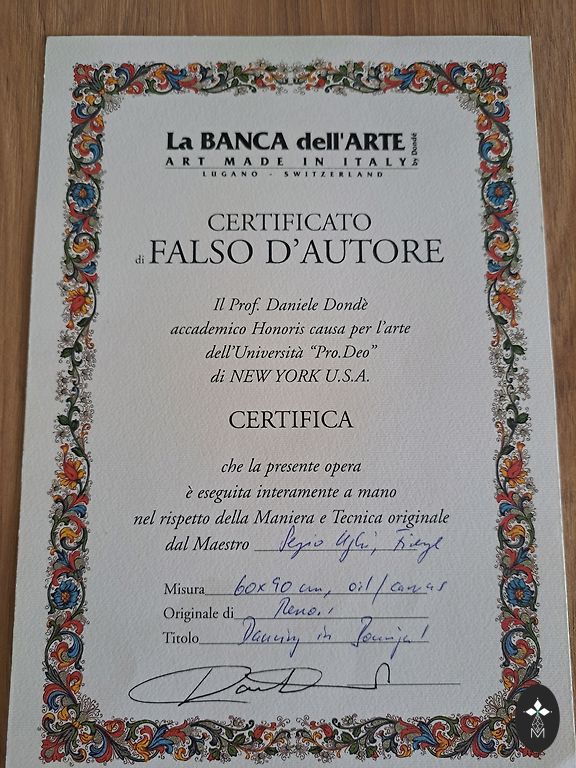 La BANCA dell'ARTE
by Dondè
ART MADE IN ITALY
LUGANO - SWITZERLAND
CERTIFICATO
di FALSO D'AUTORE
Il Prof. Daniele Dondè
accademico Honoris causa per l'arte
dell'Università “Pro.Deo”
di NEW YORK U.S.A.
CERTIFICA
che la presente opera
è eseguita interamente a mano
nel rispetto della Maniera e Tecnica originale
dal Maestro
Misura 60x90 cm, oil/canvas
Originale di Renoir
Titolo Dancing in
M